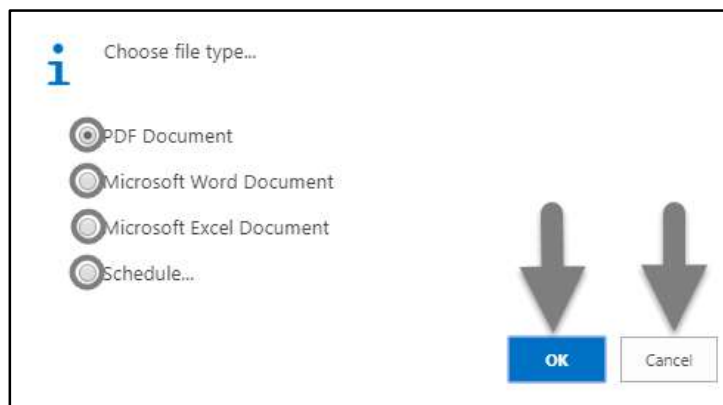 Choose file type...
PDF Document
Microsoft Word Document
Microsoft Excel Document
Schedule...
OK
Cancel